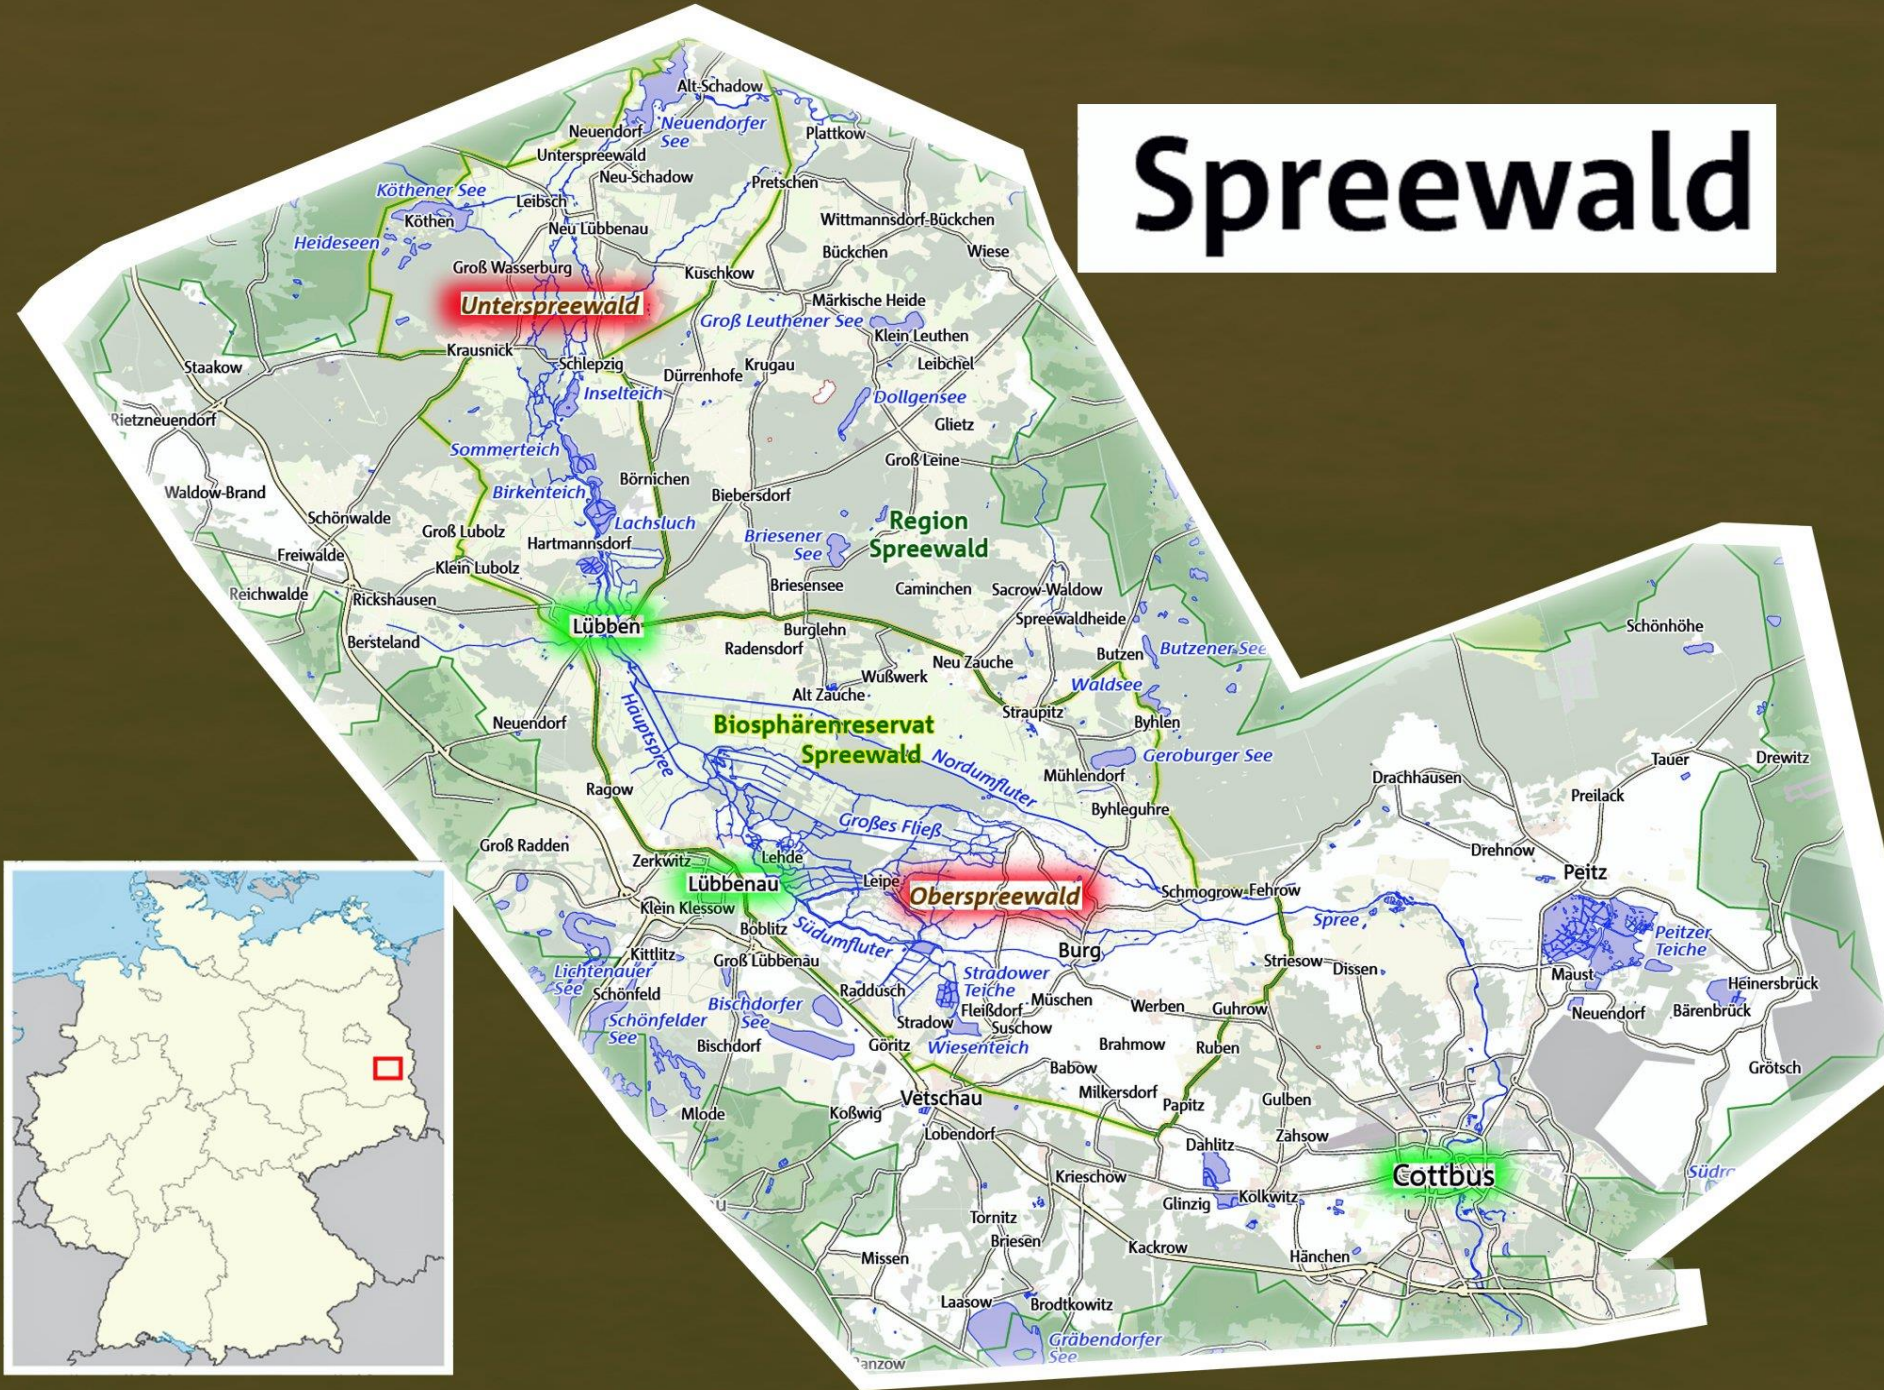 Spreewald
Alt-Schadow
Neuendorfer
See
Neuendorf
Plattkow
Unterspreewald
Neu-Schadow
Pretschen
Köthener See
Leibsch
Köthen
Neu Lübbenau
Wittmannsdorf-Bückchen
Heideseen
Bückchen
Wiese
Groß Wasserburg
Kuschkow
Unterspreewald
Märkische Heide
Groß Leuthener See
Klein Leuthen
Krausnick
Schlepzig
Krugau
Leibchel
Staakow
Dürrenhofe
Inselteich
Dollgensee
Rietzneuendorf
Glietz
Sommerteich
Groß Leine
Börnichen
Waldow-Brand
Birkenteich
Biebersdorf
Schönwalde
Lachsluch
Region
Spreewald
Groß Lubolz
Hartmannsdorf
Briesener
See
Freiwalde
Klein Lubolz
Reichwalde
Rickshausen
Briesensee
Caminchen
Sacrow-Waldow
Lübben
Burglehn
Spreewaldheide
Schönhöhe
Bersteland
Radensdorf
Neu Zauche
Butzen
Butzener See
Wußwerk
Alt Zauche
Waldsee
Hauptspree
Straupitz
Neuendorf
Biosphärenreservat
Spreewald
Byhlen
Nordumfluter
Geroburger See
Tauer
Drewitz
Ragow
Mühlendorf
Drachhausen
Byhleguhre
Preilack
Großes Fließ
Groß Radden
Zerkwitz
Lehde
Drehnow
Lübbenau
Leipe
Oberspreewald
Schmogrow
Fehrow
Peitz
Klein Klessow
Spree
Boblitz
Südumfluter
Peitzer
Teiche
Kittlitz
Groß Lübbenau
Burg
Striesow
Dissen
Lichtenauer
See
Stradower
Teiche
Maust
Heinersbrück
Schönfeld
Raddusch
Bischdorfer
See
Fleißdorf
Müschen
Werben
Guhrow
Neuendorf
Bärenbrück
Schönfelder
See
Stradow
Suschow
Bischdorf
Göritz
Wiesenteich
Brahmow
Ruben
Babow
Grötsch
Vetschau
Milkersdorf
Papitz
Gulben
Mlode
Koßwig
Lobendorf
Dahlitz
Zahsow
Krieschow
Cottbus
Glinzig
Kolkwitz
Tornitz
Briesen
Missen
Kackrow
Hänchen
Laasow
Brodtkowitz
Gräbendorfer
See